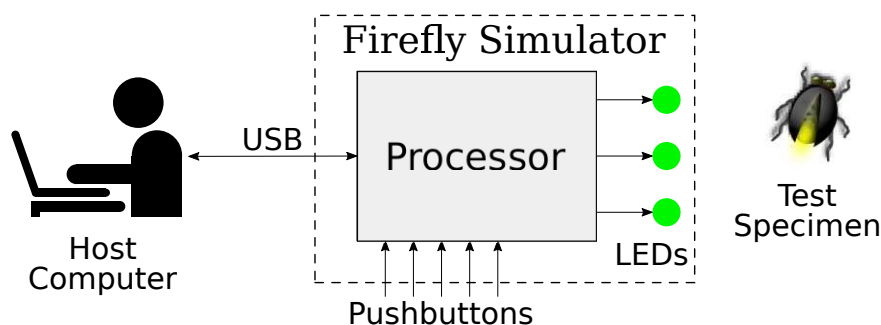 Firefly Simulator
USB
Processor
Host
Computer
LEDs
Pushbuttons
Test
Specimen